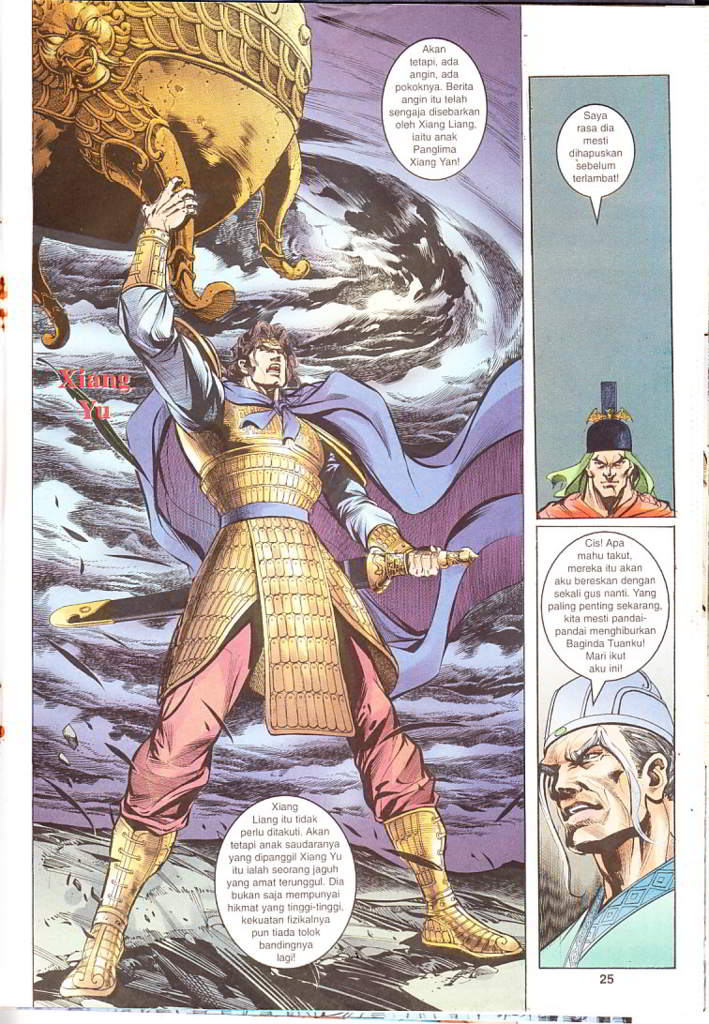 Akan
tetapi, ada
angin, ada
pokoknya. Berita
angin itu telah
sengaja disebarkan
oleh Xiang Liang,
iaitu anak
Panglima
Xiang Yan!
Xiang
Yu
Xiang
Liang itu tidak
perlu ditakuti. Akan
tetapi anak saudaranya
yang dipanggil Xiang Yu
itu ialah seorang jaguh
yang amat terunggul. Dia
bukan saja mempunyai
hikmat yang tinggi-tinggi,
kekuatan fizikalnya
pun tiada tolok
bandingnya
lagi!
Saya
rasa dia
mesti
dihapuskan
sebelum
terlambat!
Cis! Apa
mahu takut,
mereka itu akan
aku bereskan dengan
sekali gus nanti. Yang
paling penting sekarang,
kita mesti pandai-
pandai menghiburkan
Baginda Tuanku!
Mari ikut
aku ini!
25